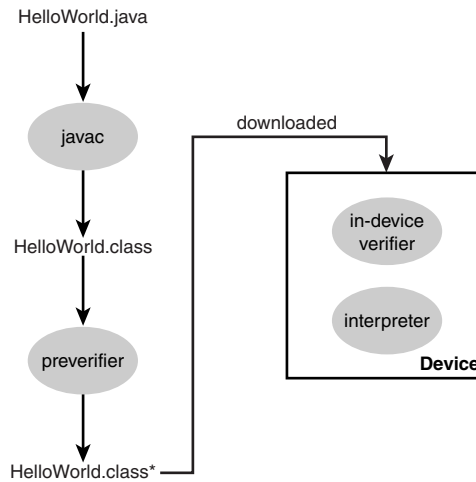 HelloWorld.java
javac
HelloWorld.class
preverifier
HelloWorld.class*
downloaded
in-device
verifier
interpreter
Device